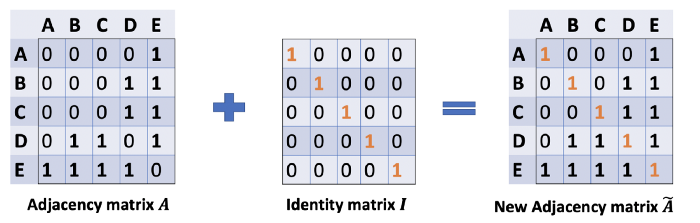 A B C D E
A 0 0 0 0 1
B 0 0 0 1 1
C 0 0 0 1 1
D 0 1 1 0 1
E 1 1 1 1 0
Adjacency matrix A
+
1 0 0 0 0
0 1 0 0 0
0 0 1 0 0
0 0 0 1 0
0 0 0 0 1
Identity matrix I
=
A B C D E
A 1 0 0 0 1
B 0 1 0 1 1
C 0 0 1 1 1
D 0 1 1 1 1
E 1 1 1 1 1
New Adjacency matrix Ã